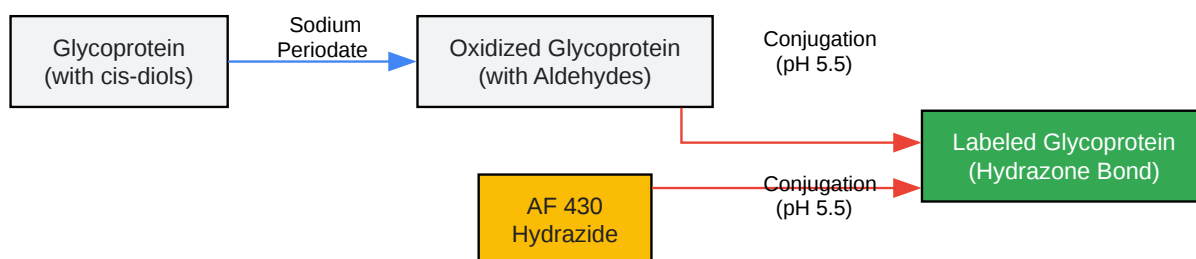 Glycoprotein
(with cis-diols)
Sodium
Periodate
Oxidized Glycoprotein
(with Aldehydes)
Conjugation
(pH 5.5)
Labeled Glycoprotein
(Hydrazone Bond)
AF 430
Hydrazide
Conjugation
(pH 5.5)